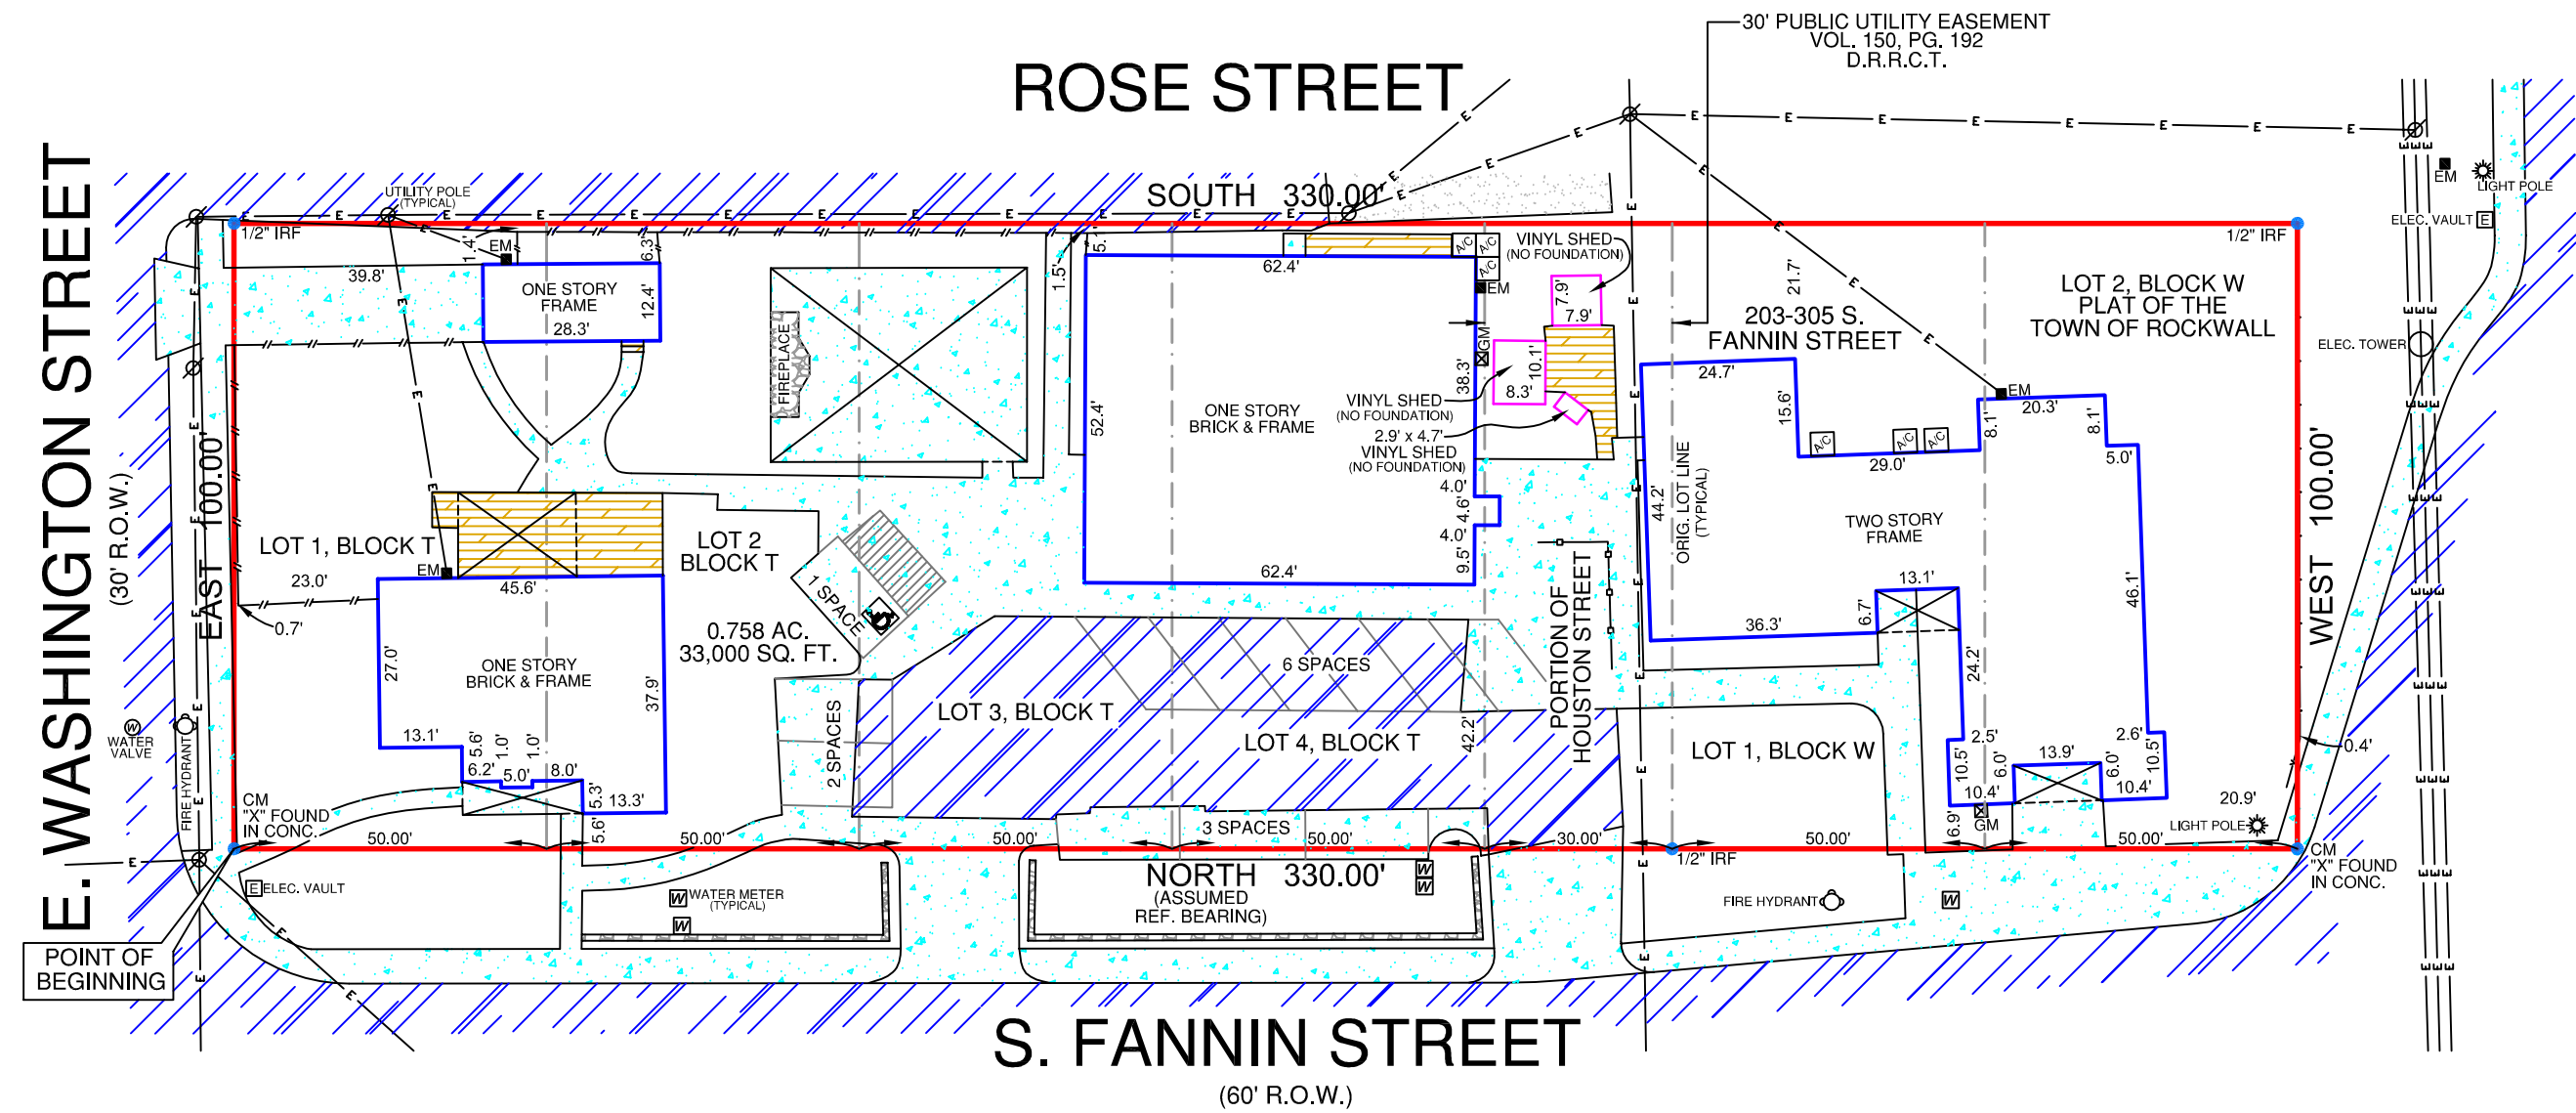 30' PUBLIC UTILITY EASEMENT
VOL. 150, PG. 192
D.R.R.C.T.
ROSE STREET
SOUTH 330.00'
UTILITY POLE
(TYPICAL)
EM
LIGHT POLE
ELEC. VAULT E
1/2" IRF
1/2" IRF
E. WASHINGTON STREET
(30' R.O.W.)
EAST 100.00'
39.8'
1.4'
EM
6.3'
ONE STORY
FRAME
12.4'
28.3'
FIREPLACE
1.5'
5.1'
62.4'
A/C
A/C
A/C
EM
GM
VINYL SHED
(NO FOUNDATION)
7.9'
7.9'
10.1'
8.3'
38.3'
VINYL SHED
(NO FOUNDATION)
2.9' x 4.7'
VINYL SHED
(NO FOUNDATION)
52.4'
ONE STORY
BRICK & FRAME
4.0'
4.6'
4.0'
9.5'
62.4'
21.7'
203-305 S.
FANNIN STREET
LOT 2, BLOCK W
PLAT OF THE
TOWN OF ROCKWALL
ELEC. TOWER
24.7'
15.6'
A/C
A/C
A/C
29.0'
8.1'
EM
20.3'
8.1'
5.0'
44.2'
ORIG. LOT LINE
(TYPICAL)
TWO STORY
FRAME
46.1'
WEST 100.00'
13.1'
6.7'
36.3'
24.2'
LOT 1, BLOCK T
23.0'
0.7'
EM
45.6'
LOT 2
BLOCK T
0.758 AC.
33,000 SQ. FT.
1 SPACE
27.0'
ONE STORY
BRICK & FRAME
37.9'
13.1'
5.6'
1.0'
1.0'
6.2'
5.0'
8.0'
5.3'
13.3'
5.6'
2 SPACES
LOT 3, BLOCK T
6 SPACES
LOT 4, BLOCK T
42.2'
PORTION OF
HOUSTON STREET
LOT 1, BLOCK W
2.5'
10.5'
6.0'
13.9'
6.0'
2.6'
10.5'
10.4'
10.4'
6.9'
GM
0.4'
20.9'
LIGHT POLE
W
WATER
VALVE
FIRE HYDRANT
CM
"X" FOUND
IN CONC.
50.00'
50.00'
50.00'
3 SPACES
50.00'
30.00'
50.00'
50.00'
1/2" IRF
CM
"X" FOUND
IN CONC.
E ELEC. VAULT
W WATER METER
(TYPICAL)
W
NORTH 330.00'
(ASSUMED
REF. BEARING)
W
W
FIRE HYDRANT
W
POINT OF
BEGINNING
S. FANNIN STREET
(60' R.O.W.)